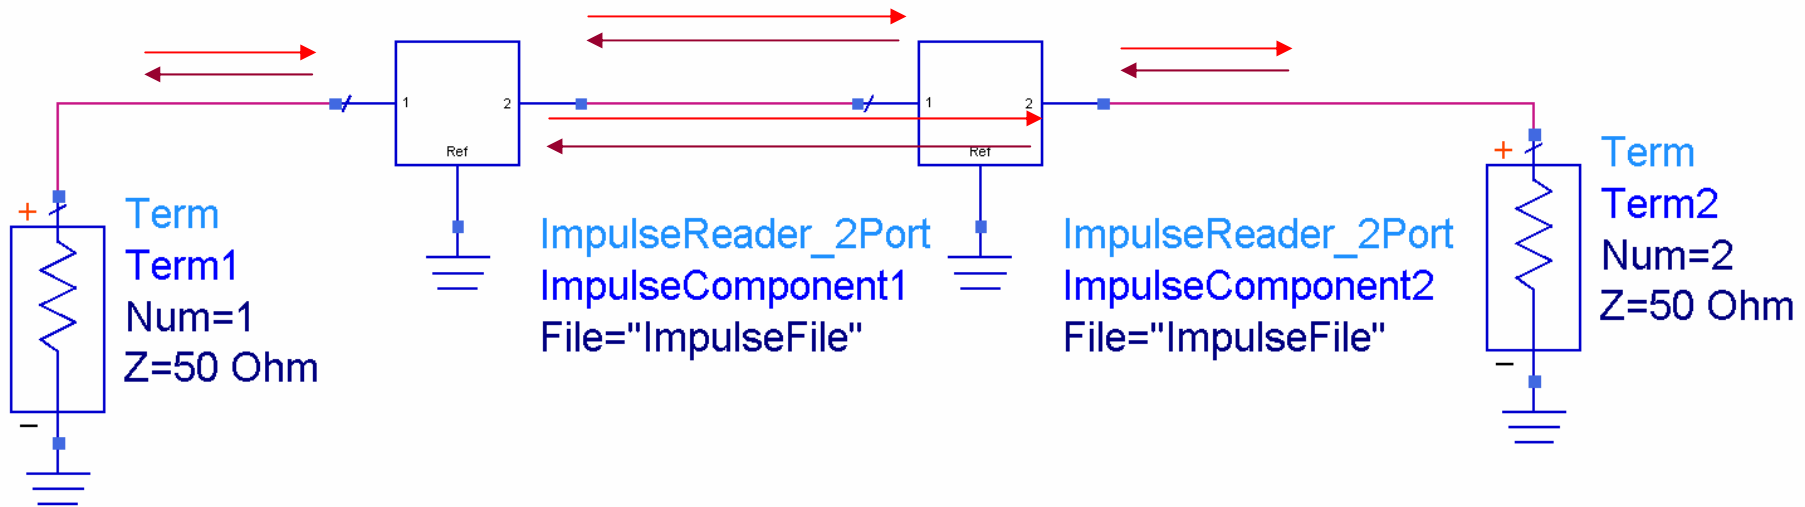 1
2
Ref
1
2
Ref
+
Term
Term1
Num=1
Z=50 Ohm
−
ImpulseReader_2Port
ImpulseComponent1
File="ImpulseFile"
ImpulseReader_2Port
ImpulseComponent2
File="ImpulseFile"
+
Term
Term2
Num=2
Z=50 Ohm
−